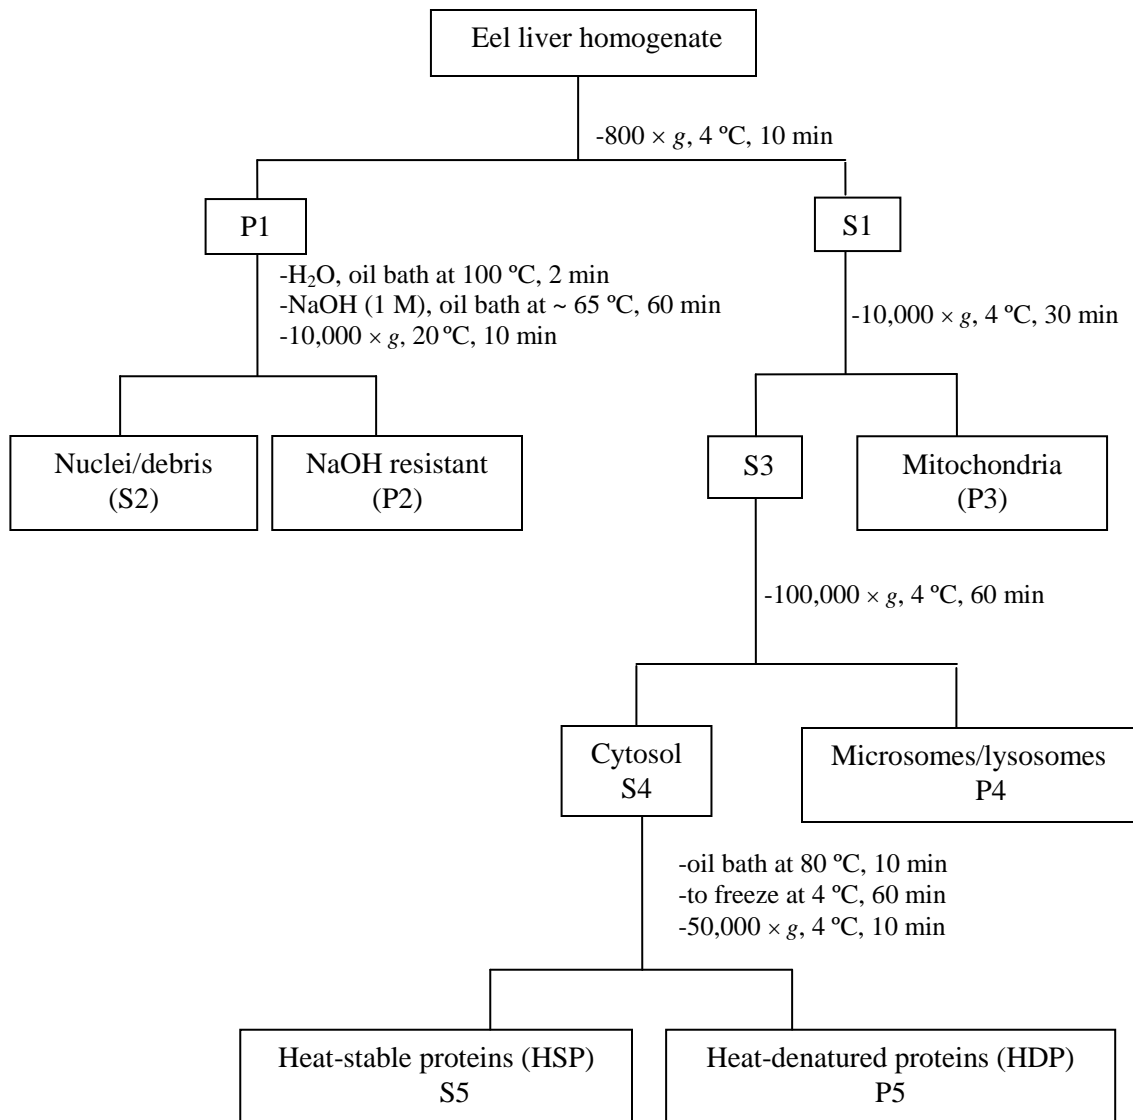 Eel liver homogenate
-800 × g, 4 ºC, 10 min
P1
S1
-H₂O, oil bath at 100 ºC, 2 min
-NaOH (1 M), oil bath at ~ 65 ºC, 60 min
-10,000 × g, 20 ºC, 10 min
-10,000 × g, 4 ºC, 30 min
Nuclei/debris
(S2)
NaOH resistant
(P2)
S3
Mitochondria
(P3)
-100,000 × g, 4 ºC, 60 min
Cytosol
S4
Microsomes/lysosomes
P4
-oil bath at 80 ºC, 10 min
-to freeze at 4 ºC, 60 min
-50,000 × g, 4 ºC, 10 min
Heat-stable proteins (HSP)
S5
Heat-denatured proteins (HDP)
P5